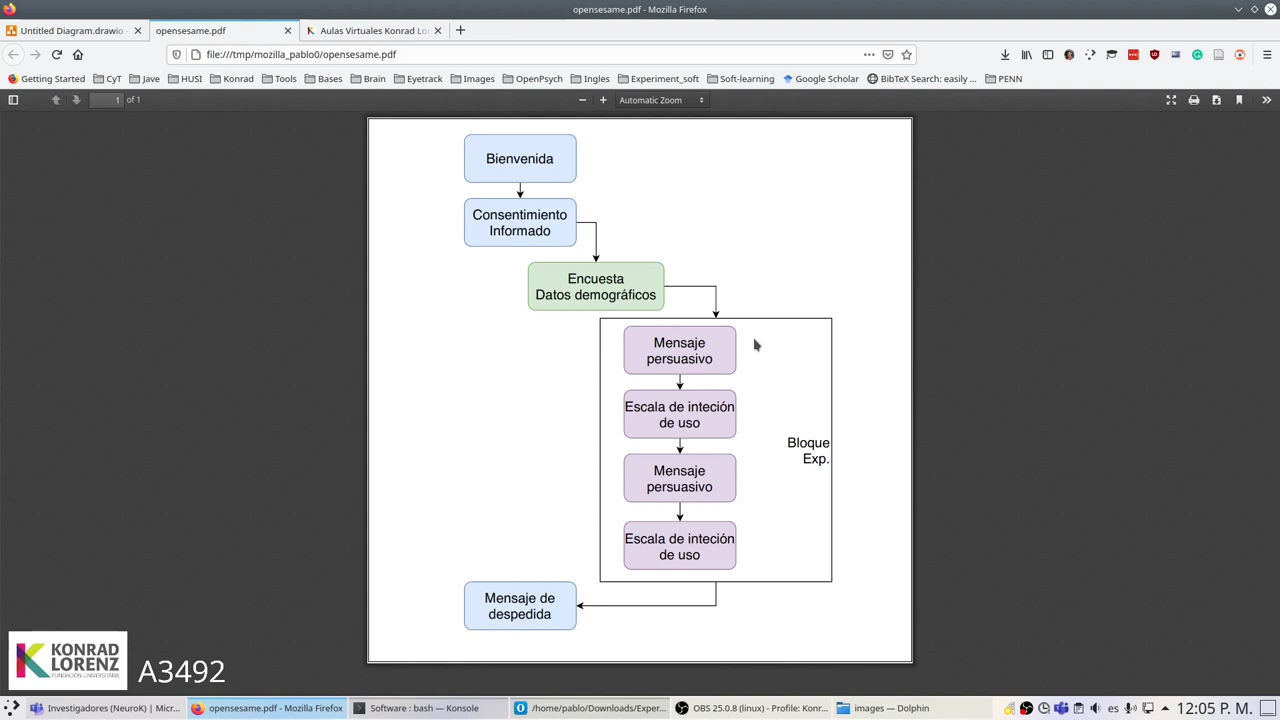 opensesame.pdf - Mozilla Firefox
Untitled Diagram.drawio
opensesame.pdf
Aulas Virtuales Konrad Lo
file:///tmp/mozilla_pablo0/opensesame.pdf
Getting Started CyT Jave HUSI Konrad Tools Bases Brain Eyetrack Images OpenPsych Ingles Experiment_soft Soft-learning Google Scholar BibTeX Search: easily ... PENN
1 of 1
Automatic Zoom
Bienvenida
Consentimiento
Informado
Encuesta
Datos demográficos
Mensaje
persuasivo
Escala de inteción
de uso
Bloque
Exp.
Mensaje
persuasivo
Escala de inteción
de uso
Mensaje de
despedida
KONRAD
LORENZ
FUNDACIÓN UNIVERSITARIA
A3492
Investigadores (NeuroK) | Micr...
opensesame.pdf - Mozilla Firefox
Software : bash — Konsole
/home/pablo/Downloads/Exper...
OBS 25.0.8 (linux) - Profile: Konr...
images — Dolphin
es
12:05 P. M.